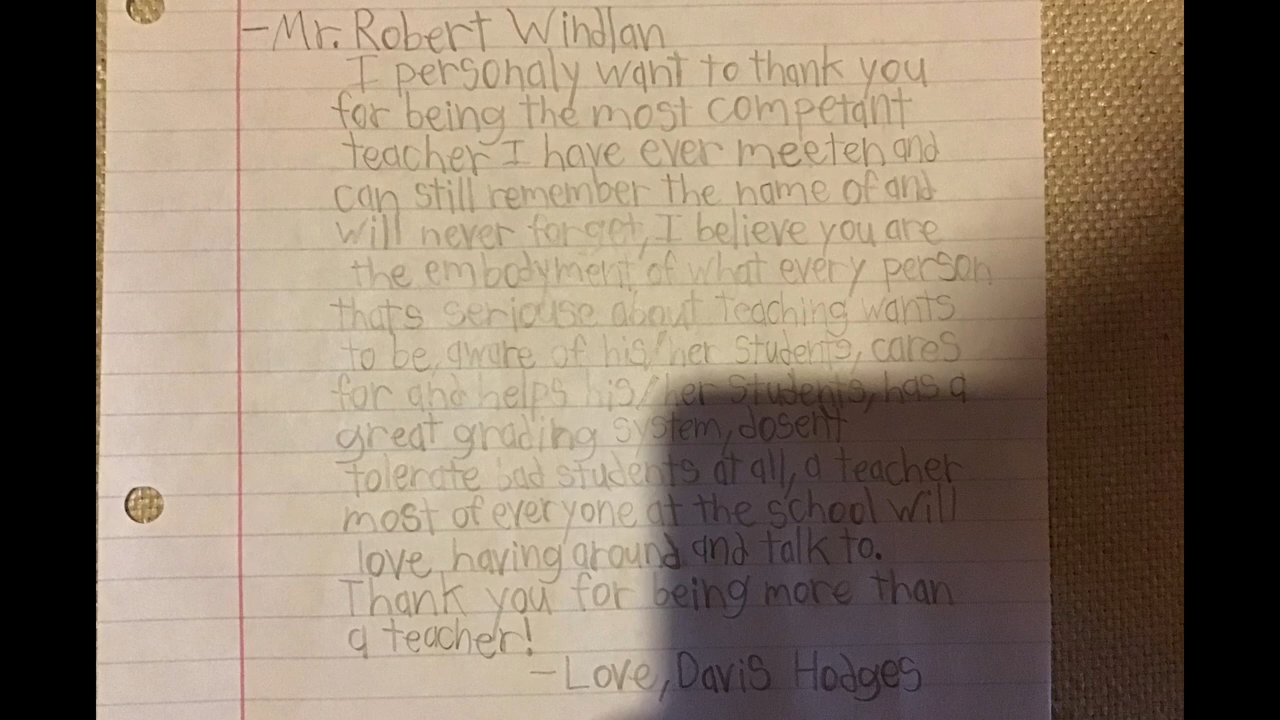 -Mr. Robert Windlan
I personaly want to thank you
for being the most competant
teacher I have ever meeten and
can still remember the name of and
will never forget, I believe you are
the embodyment of what every person
thats seriouse about teaching wants
to be, aware of his/her students, cares
for and helps his/her students, has a
great grading system, dosent
tolerate bad students at all, a teacher
most of everyone at the school will
love having around and talk to.
Thank you for being more than
a teacher!
-Love, Davis Hodges